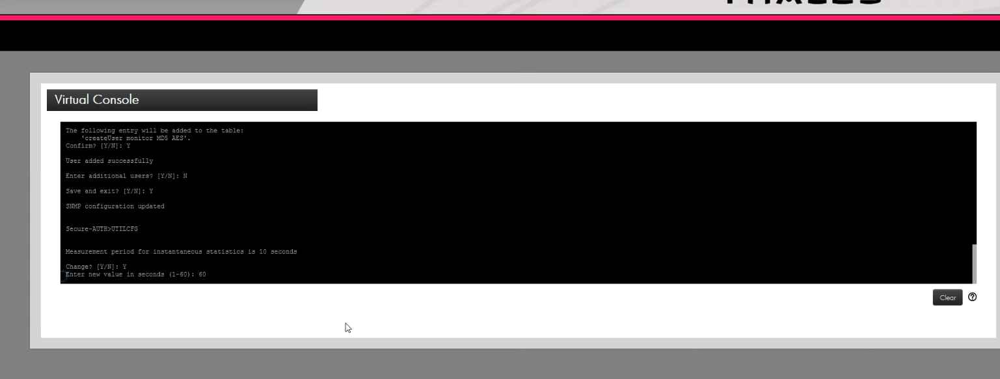 Virtual Console
The following entry will be added to the table:
'createUser monitor MD5 AES'.
Confirm? [Y/N]: Y
User added successfully
Enter additional users? [Y/N]: N
Save and exit? [Y/N]: Y
SNMP configuration updated
Secure-AUTH>UTILCFG
Measurement period for instantaneous statistics is 10 seconds
Change? [Y/N]: Y
Enter new value in seconds (1-60): 60
Clear
?